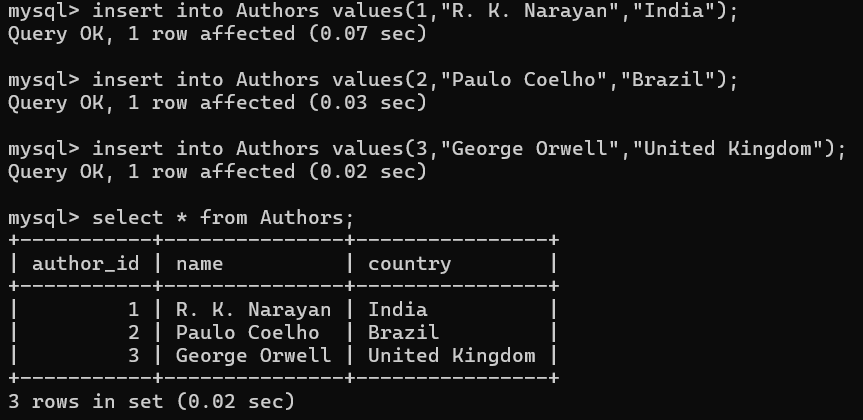 mysql> insert into Authors values(1,"R. K. Narayan","India");
Query OK, 1 row affected (0.07 sec)

mysql> insert into Authors values(2,"Paulo Coelho","Brazil");
Query OK, 1 row affected (0.03 sec)

mysql> insert into Authors values(3,"George Orwell","United Kingdom");
Query OK, 1 row affected (0.02 sec)

mysql> select * from Authors;
+-----------+---------------+----------------+
| author_id | name          | country        |
+-----------+---------------+----------------+
|         1 | R. K. Narayan | India          |
|         2 | Paulo Coelho  | Brazil         |
|         3 | George Orwell | United Kingdom |
+-----------+---------------+----------------+
3 rows in set (0.02 sec)